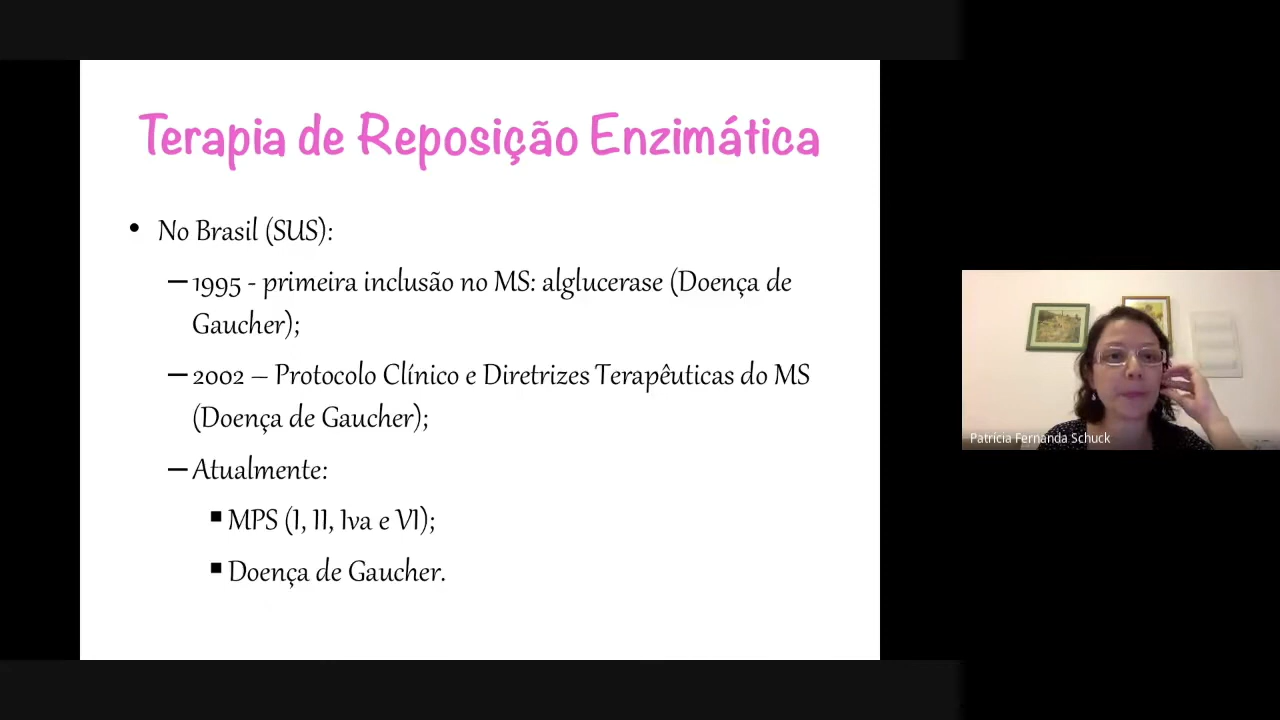 Terapia de Reposição Enzimática
• No Brasil (SUS):
– 1995 - primeira inclusão no MS: alglucerase (Doença de
Gaucher);
– 2002 – Protocolo Clínico e Diretrizes Terapêuticas do MS
(Doença de Gaucher);
– Atualmente:
▪ MPS (I, II, Iva e VI);
▪ Doença de Gaucher.
Patrícia Fernanda Schuck